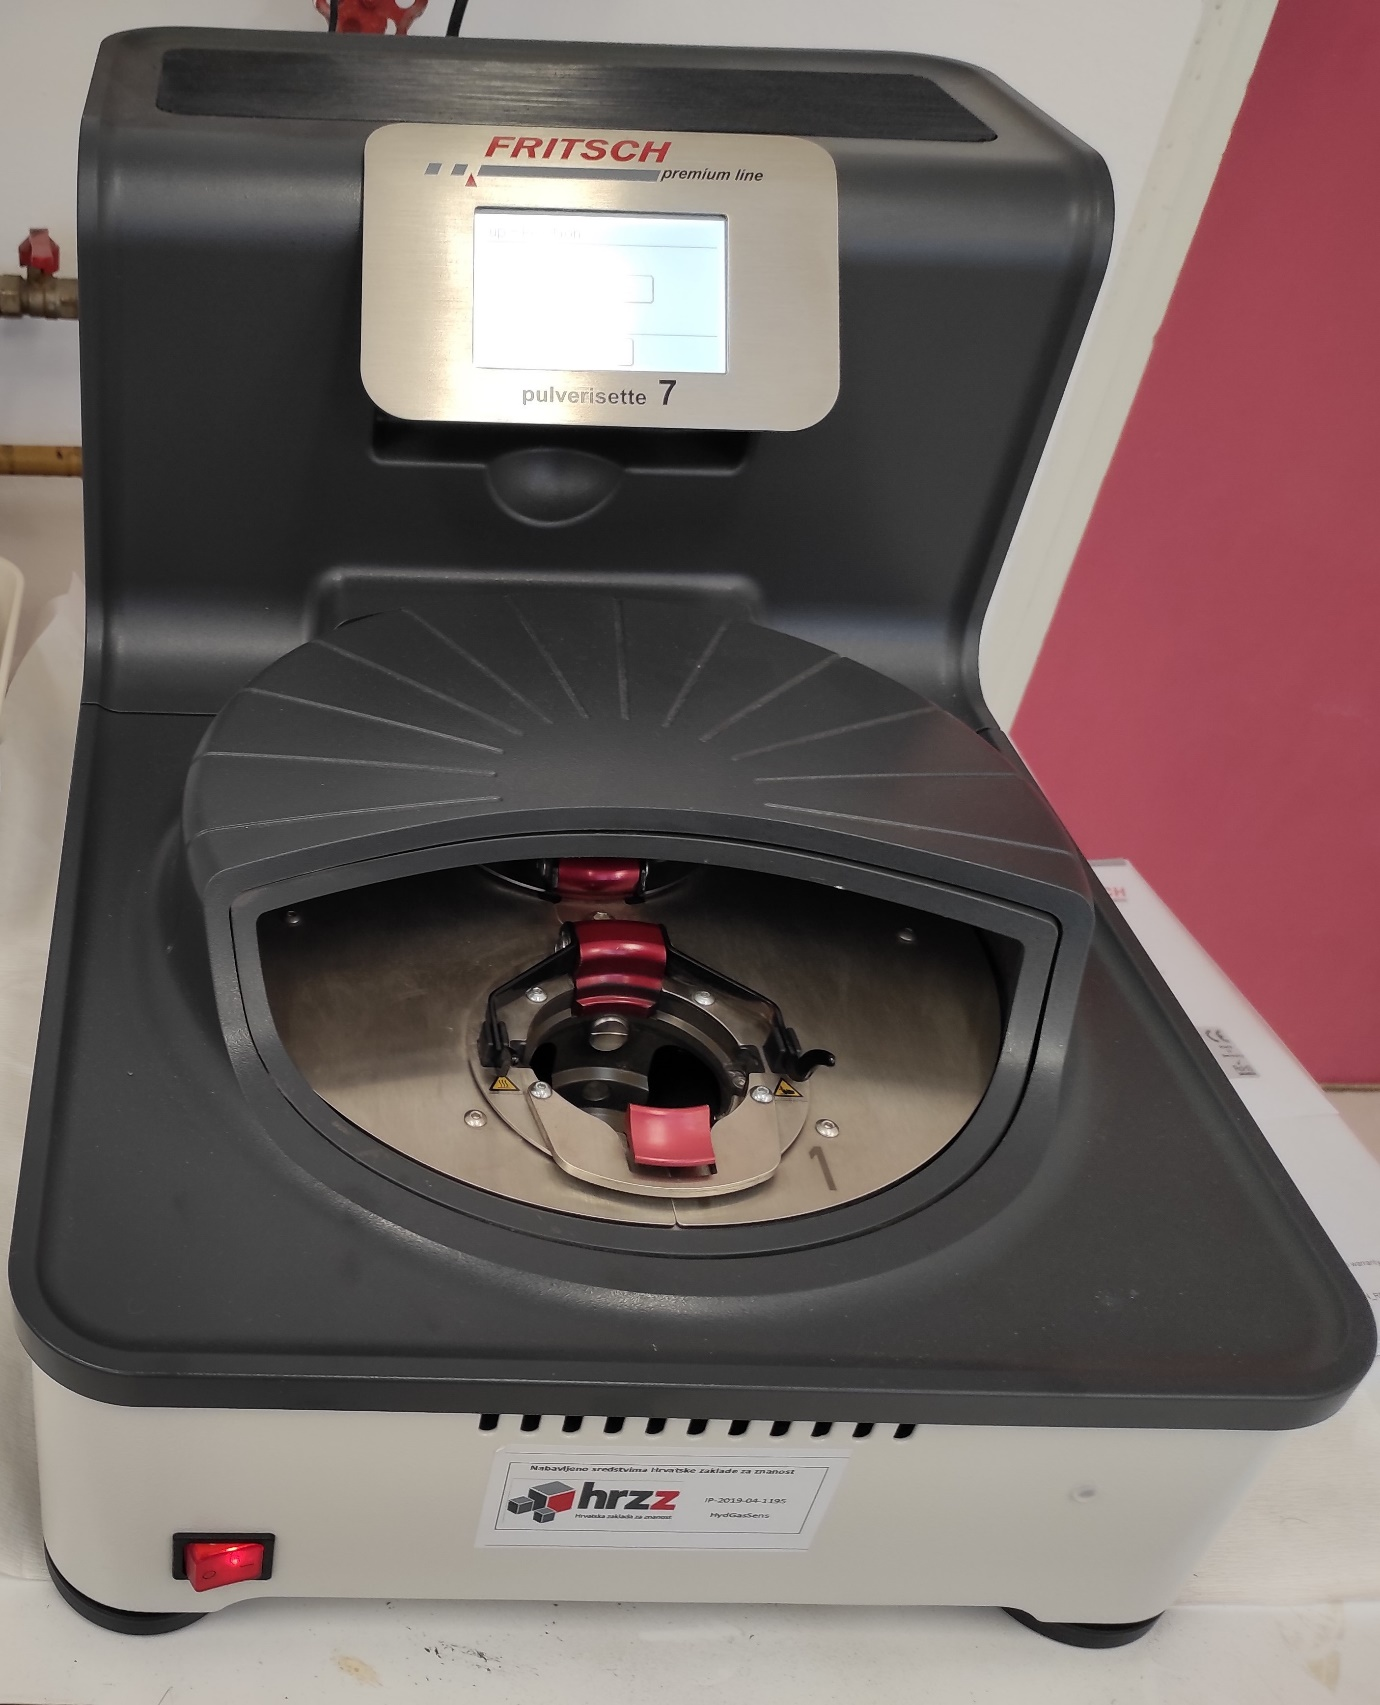 FRITSCH
premium line
pulverisette 7
1
Nabavljeno sredstvima Hrvatske zaklade za znanost
hrzz
Hrvatska zaklada za znanost
IP-2019-04-1195
HydGasSens
CE